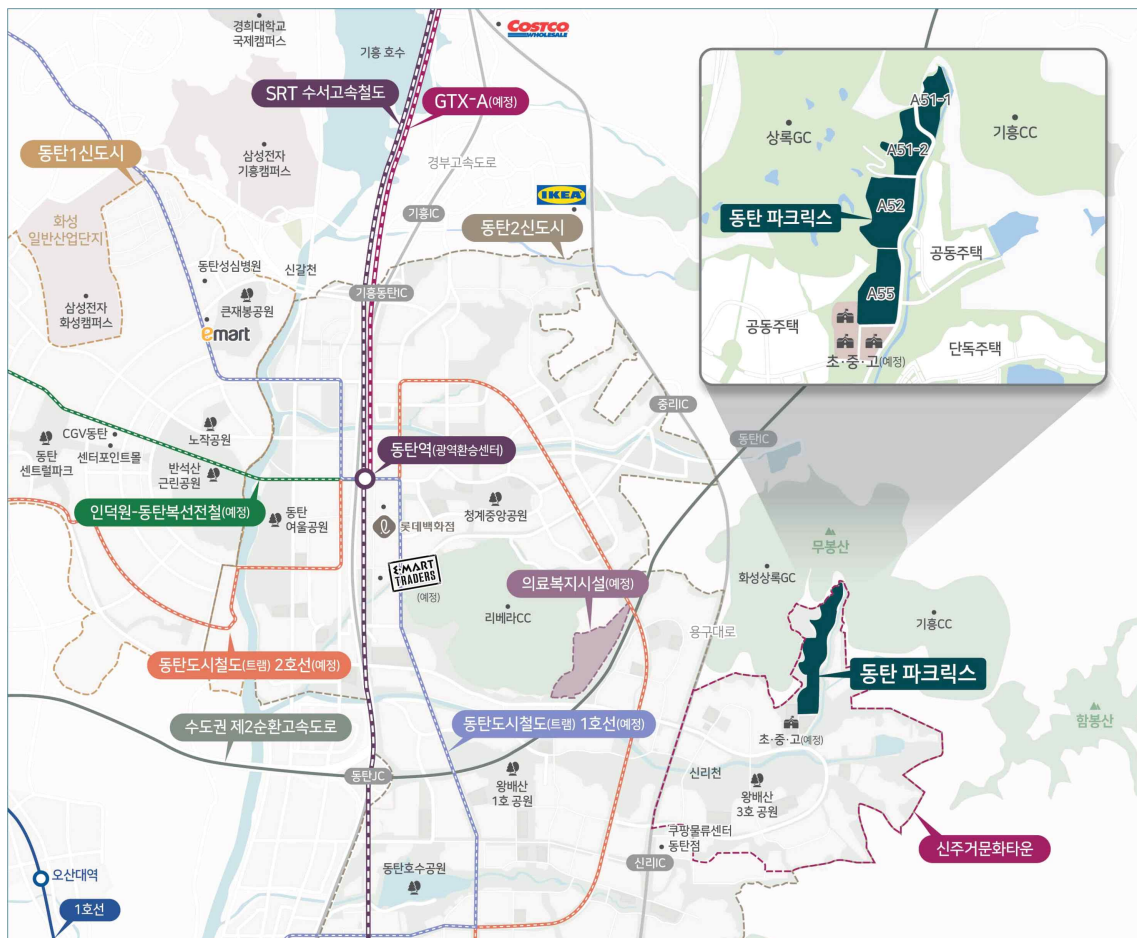 경희대학교
국제캠퍼스
기흥 호수
COSTCO
WHOLESALE
SRT 수서고속철도
GTX-A(예정)
동탄1신도시
삼성전자
기흥캠퍼스
경부고속도로
IKEA
기흥IC
동탄2신도시
화성
일반산업단지
동탄성심병원
신갈천
기흥동탄IC
큰재봉공원
삼성전자
화성캠퍼스
emart
상록GC
기흥CC
A51-1
A51-2
A52
A55
동탄 파크릭스
공동주택
공동주택
단독주택
초·중·고(예정)
중리IC
동탄IC
CGV동탄
노작공원
동탄
센트럴파크
센터포인트몰
반석산
근린공원
동탄역(광역환승센터)
인덕원-동탄복선전철(예정)
동탄
여울공원
롯데백화점
청계중앙공원
EMART
TRADERS
(예정)
리베라CC
의료복지시설(예정)
무봉산
화성상록GC
기흥CC
용구대로
동탄도시철도(트램) 2호선(예정)
동탄 파크릭스
수도권 제2순환고속도로
동탄도시철도(트램) 1호선(예정)
초·중·고(예정)
함봉산
동탄JC
왕배산
1호 공원
신리천
왕배산
3호 공원
쿠팡물류센터
동탄점
신리IC
신주거문화타운
동탄호수공원
오산대역
1호선